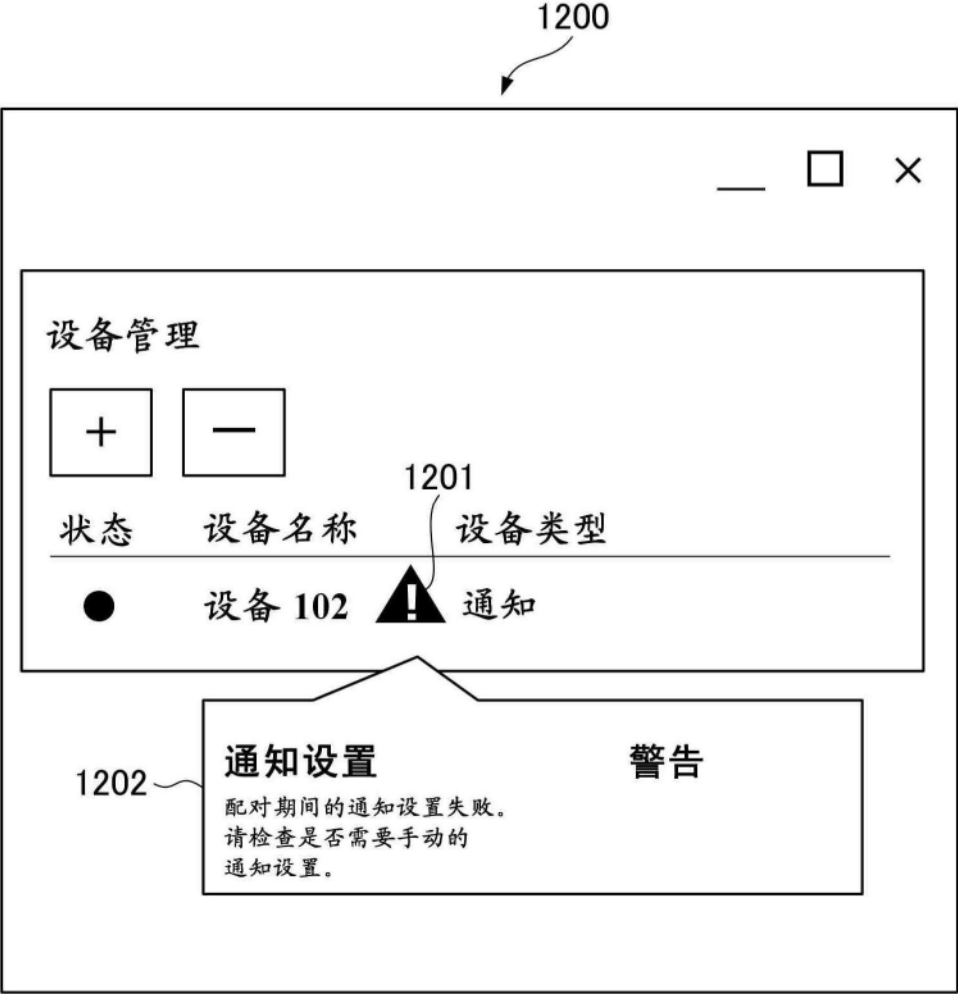 1200
设备管理
+ −
1201
状态 设备名称 设备类型
设备 102 ! 通知
通知设置 警告
1202
配对期间的通知设置失败。
请检查是否需要手动的
通知设置。